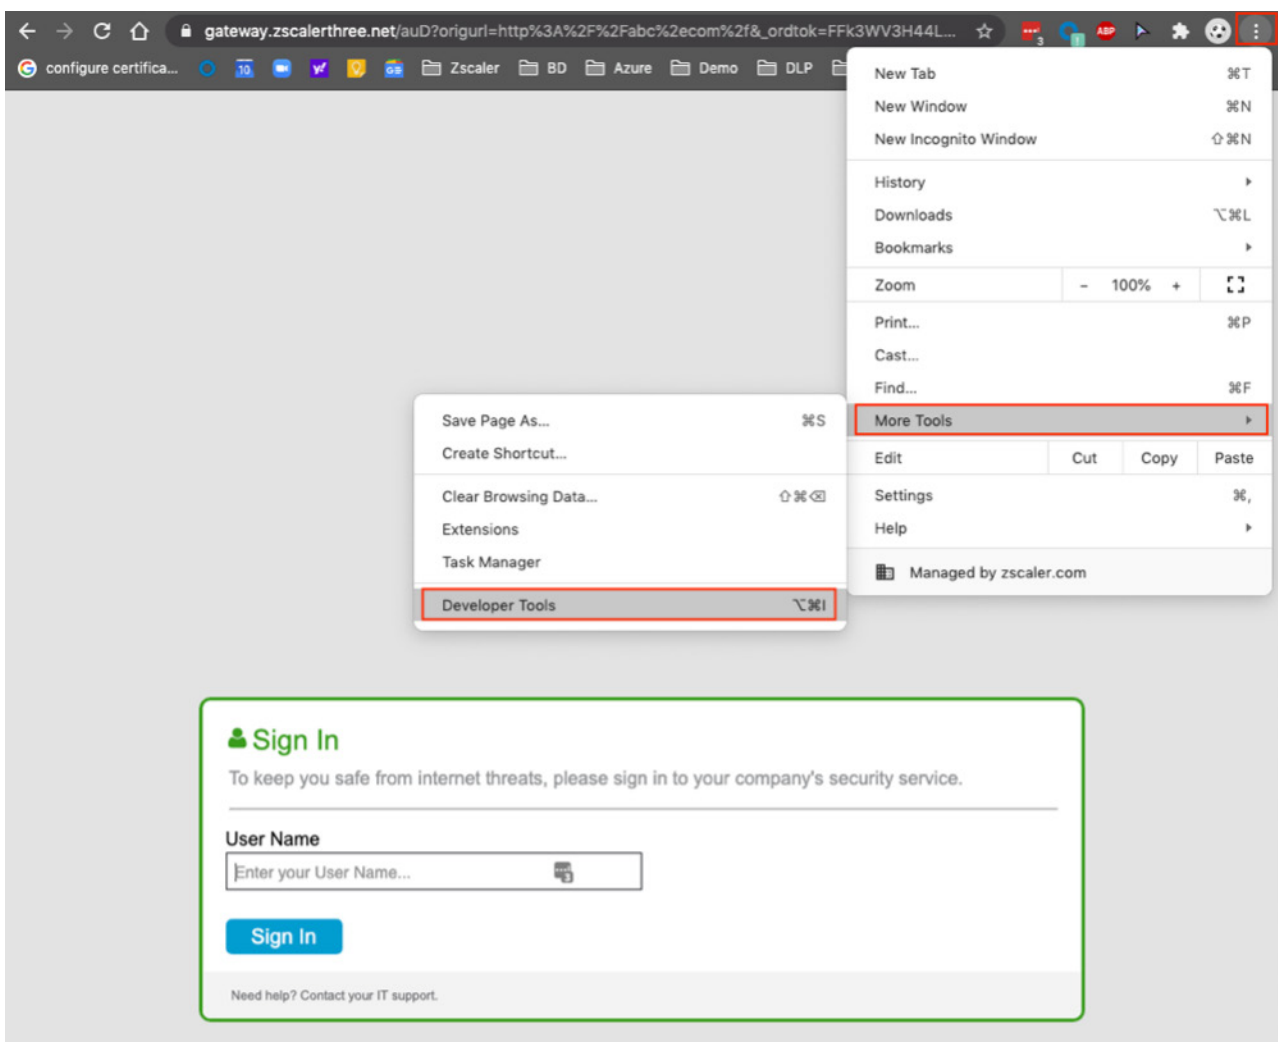 gateway.zscalerthree.net/auD?origurl=http%3A%2F%2Fabc%2ecom%2f&_ordtok=FFk3WV3H44L...
3
1
ABP
configure certifica...
10
Zscaler
BD
Azure
Demo
DLP
New Tab ⌘T
New Window ⌘N
New Incognito Window ⇧⌘N
History
Downloads ⌥⌘L
Bookmarks
Zoom - 100% +
Print... ⌘P
Cast...
Find... ⌘F
More Tools
Edit Cut Copy Paste
Settings ⌘,
Help
Managed by zscaler.com
Save Page As... ⌘S
Create Shortcut...
Clear Browsing Data... ⇧⌘⌫
Extensions
Task Manager
Developer Tools ⌥⌘I
Sign In
To keep you safe from internet threats, please sign in to your company's security service.
User Name
Enter your User Name...
Sign In
Need help? Contact your IT support.